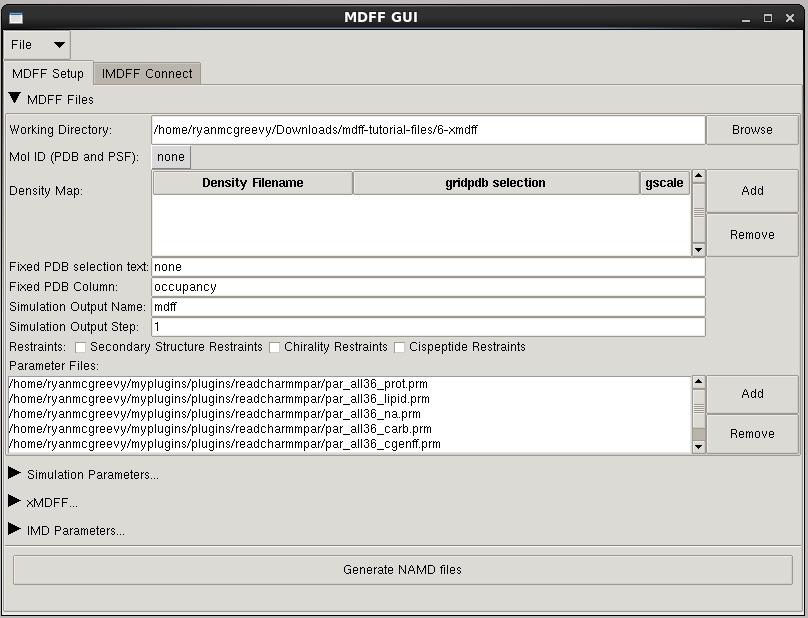 MDFF GUI
File
MDFF Setup IMDFF Connect
MDFF Files
Working Directory: /home/ryanmcgreevy/Downloads/mdff-tutorial-files/6-xmdff Browse
Mol ID (PDB and PSF): none
Density Map: Density Filename gridpdb selection gscale Add
Remove
Fixed PDB selection text: none
Fixed PDB Column: occupancy
Simulation Output Name: mdff
Simulation Output Step: 1
Restraints: Secondary Structure Restraints Chirality Restraints Cispeptide Restraints
Parameter Files:
/home/ryanmcgreevy/myplugins/plugins/readcharmmpar/par_all36_prot.prm
/home/ryanmcgreevy/myplugins/plugins/readcharmmpar/par_all36_lipid.prm Add
/home/ryanmcgreevy/myplugins/plugins/readcharmmpar/par_all36_na.prm
/home/ryanmcgreevy/myplugins/plugins/readcharmmpar/par_all36_carb.prm Remove
/home/ryanmcgreevy/myplugins/plugins/readcharmmpar/par_all36_cgenff.prm
Simulation Parameters...
xMDFF...
IMD Parameters...
Generate NAMD files